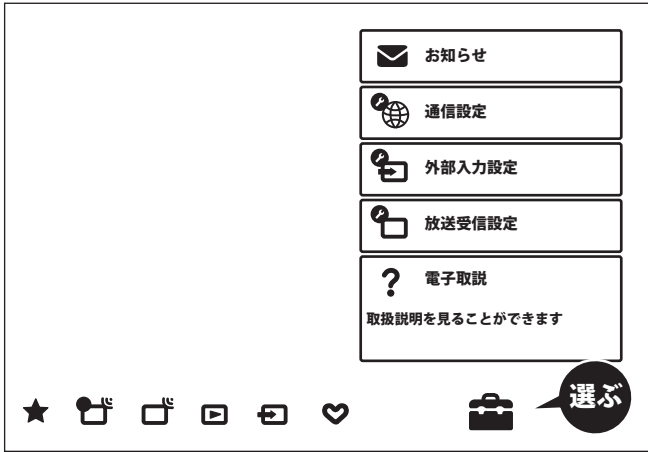 お知らせ
通信設定
外部入力設定
放送受信設定
電子取説
取扱説明を見ることができます
選ぶ